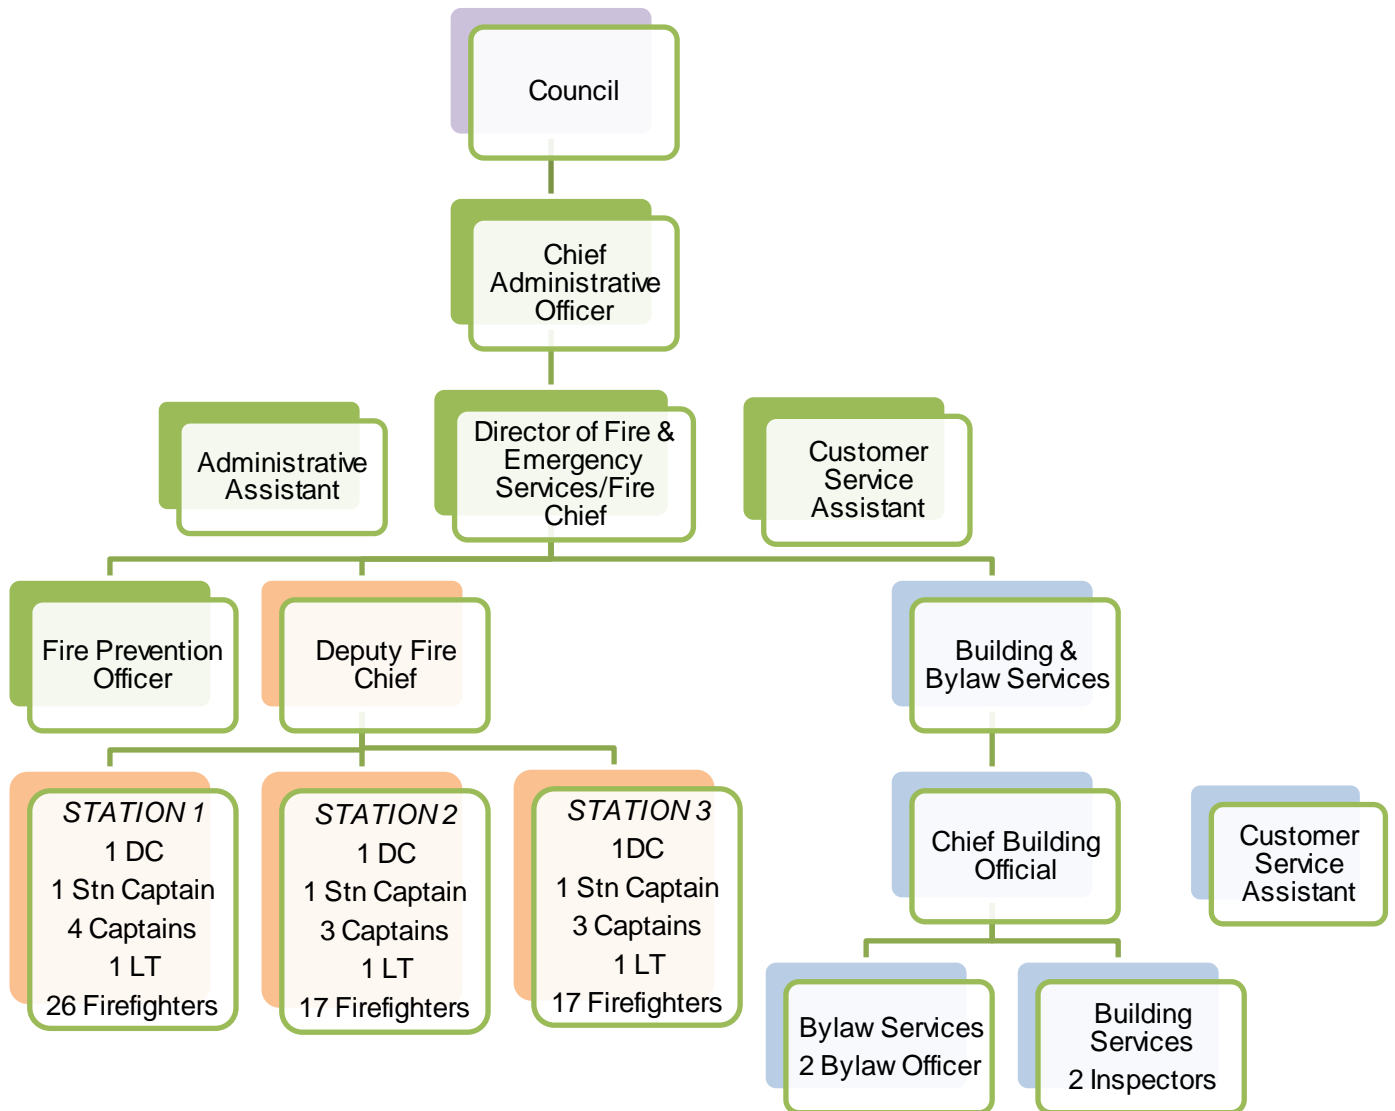 Council
Chief
Administrative
Officer
Administrative
Assistant
Director of Fire &
Emergency
Services/Fire
Chief
Customer
Service
Assistant
Fire Prevention
Officer
Deputy Fire
Chief
Building &
Bylaw Services
STATION 1
1 DC
1 Stn Captain
4 Captains
1 LT
26 Firefighters
STATION 2
1 DC
1 Stn Captain
3 Captains
1 LT
17 Firefighters
STATION 3
1DC
1 Stn Captain
3 Captains
1 LT
17 Firefighters
Chief Building
Official
Customer
Service
Assistant
Bylaw Services
2 Bylaw Officer
Building
Services
2 Inspectors